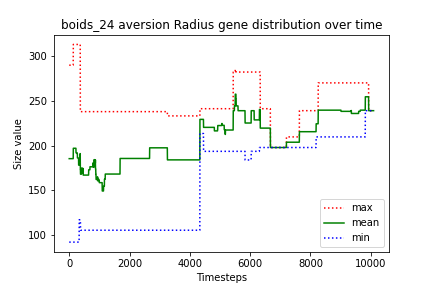 boids_24 aversion Radius gene distribution over time
Size value
300
250
200
150
100
max
mean
min
0
2000
4000
6000
8000
10000
Timesteps